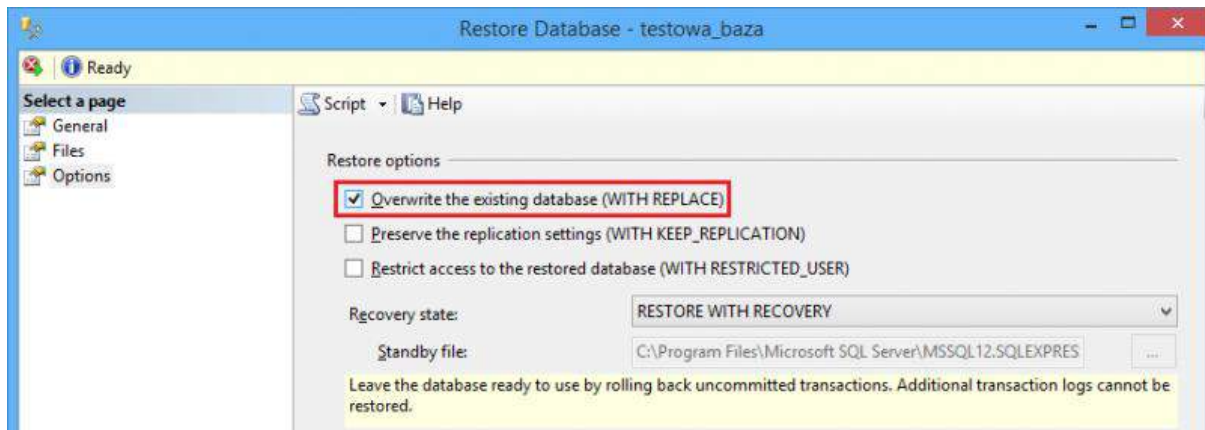 Restore Database - testowa_baza
Ready
Select a page
General
Files
Options
Script Help
Restore options
Overwrite the existing database (WITH REPLACE)
Preserve the replication settings (WITH KEEP_REPLICATION)
Restrict access to the restored database (WITH RESTRICTED_USER)
Recovery state: RESTORE WITH RECOVERY
Standby file: C:\Program Files\Microsoft SQL Server\MSSQL12.SQLEXPRES ...
Leave the database ready to use by rolling back uncommitted transactions. Additional transaction logs cannot be
restored.